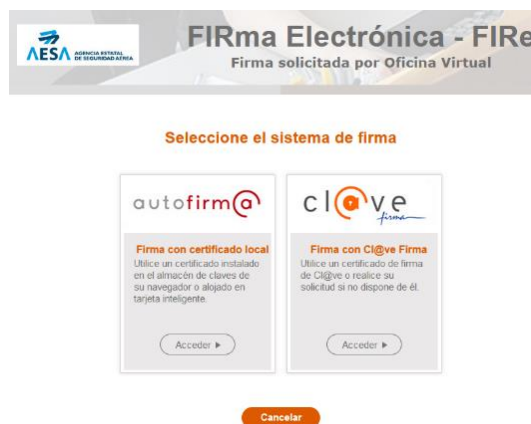 AESA AGENCIA ESTATAL
DE SEGURIDAD AÉREA
FIRma Electrónica - FIRe
Firma solicitada por Oficina Virtual
Seleccione el sistema de firma
autofirm@
Firma con certificado local
Utilice un certificado instalado
en el almacén de claves de
su navegador o alojado en
tarjeta inteligente.
Acceder
cl@ve
firma
Firma con Cl@ve Firma
Utilice un certificado de firma
de Cl@ve o realice su
solicitud si no dispone de él.
Acceder
Cancelar